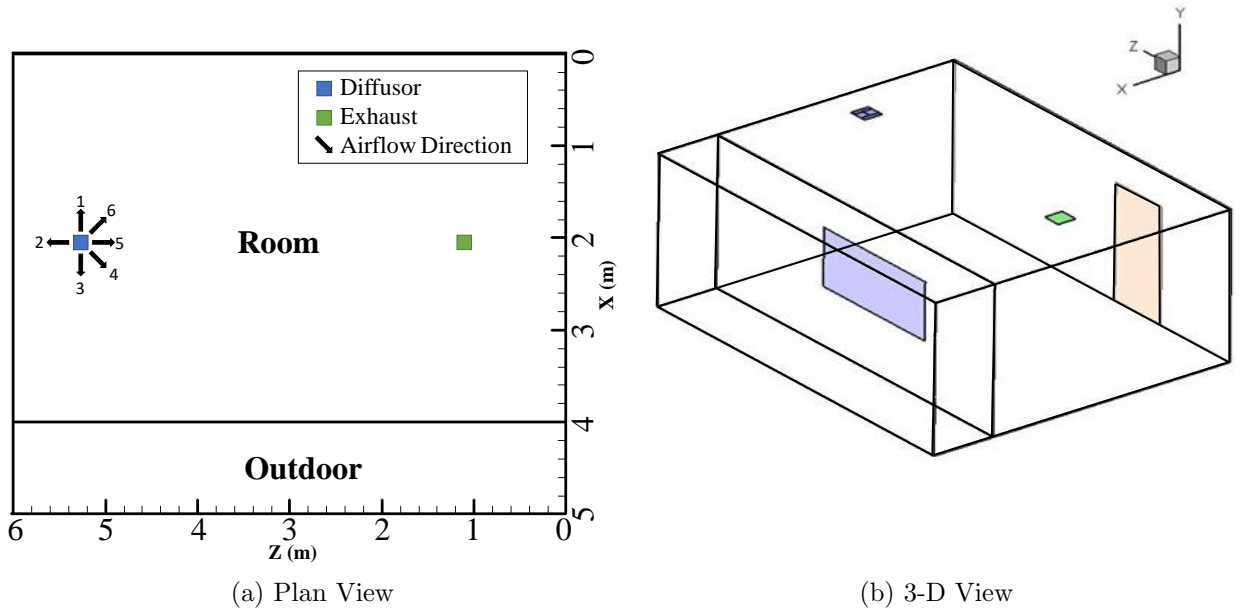 Diffusor
Exhaust
Airflow Direction
0
1
2
3
4
5
X (m)
1
6
2
5
3
4
Room
Outdoor
6
5
4
3
2
1
0
Z (m)
(a) Plan View
Y
Z
X
(b) 3-D View